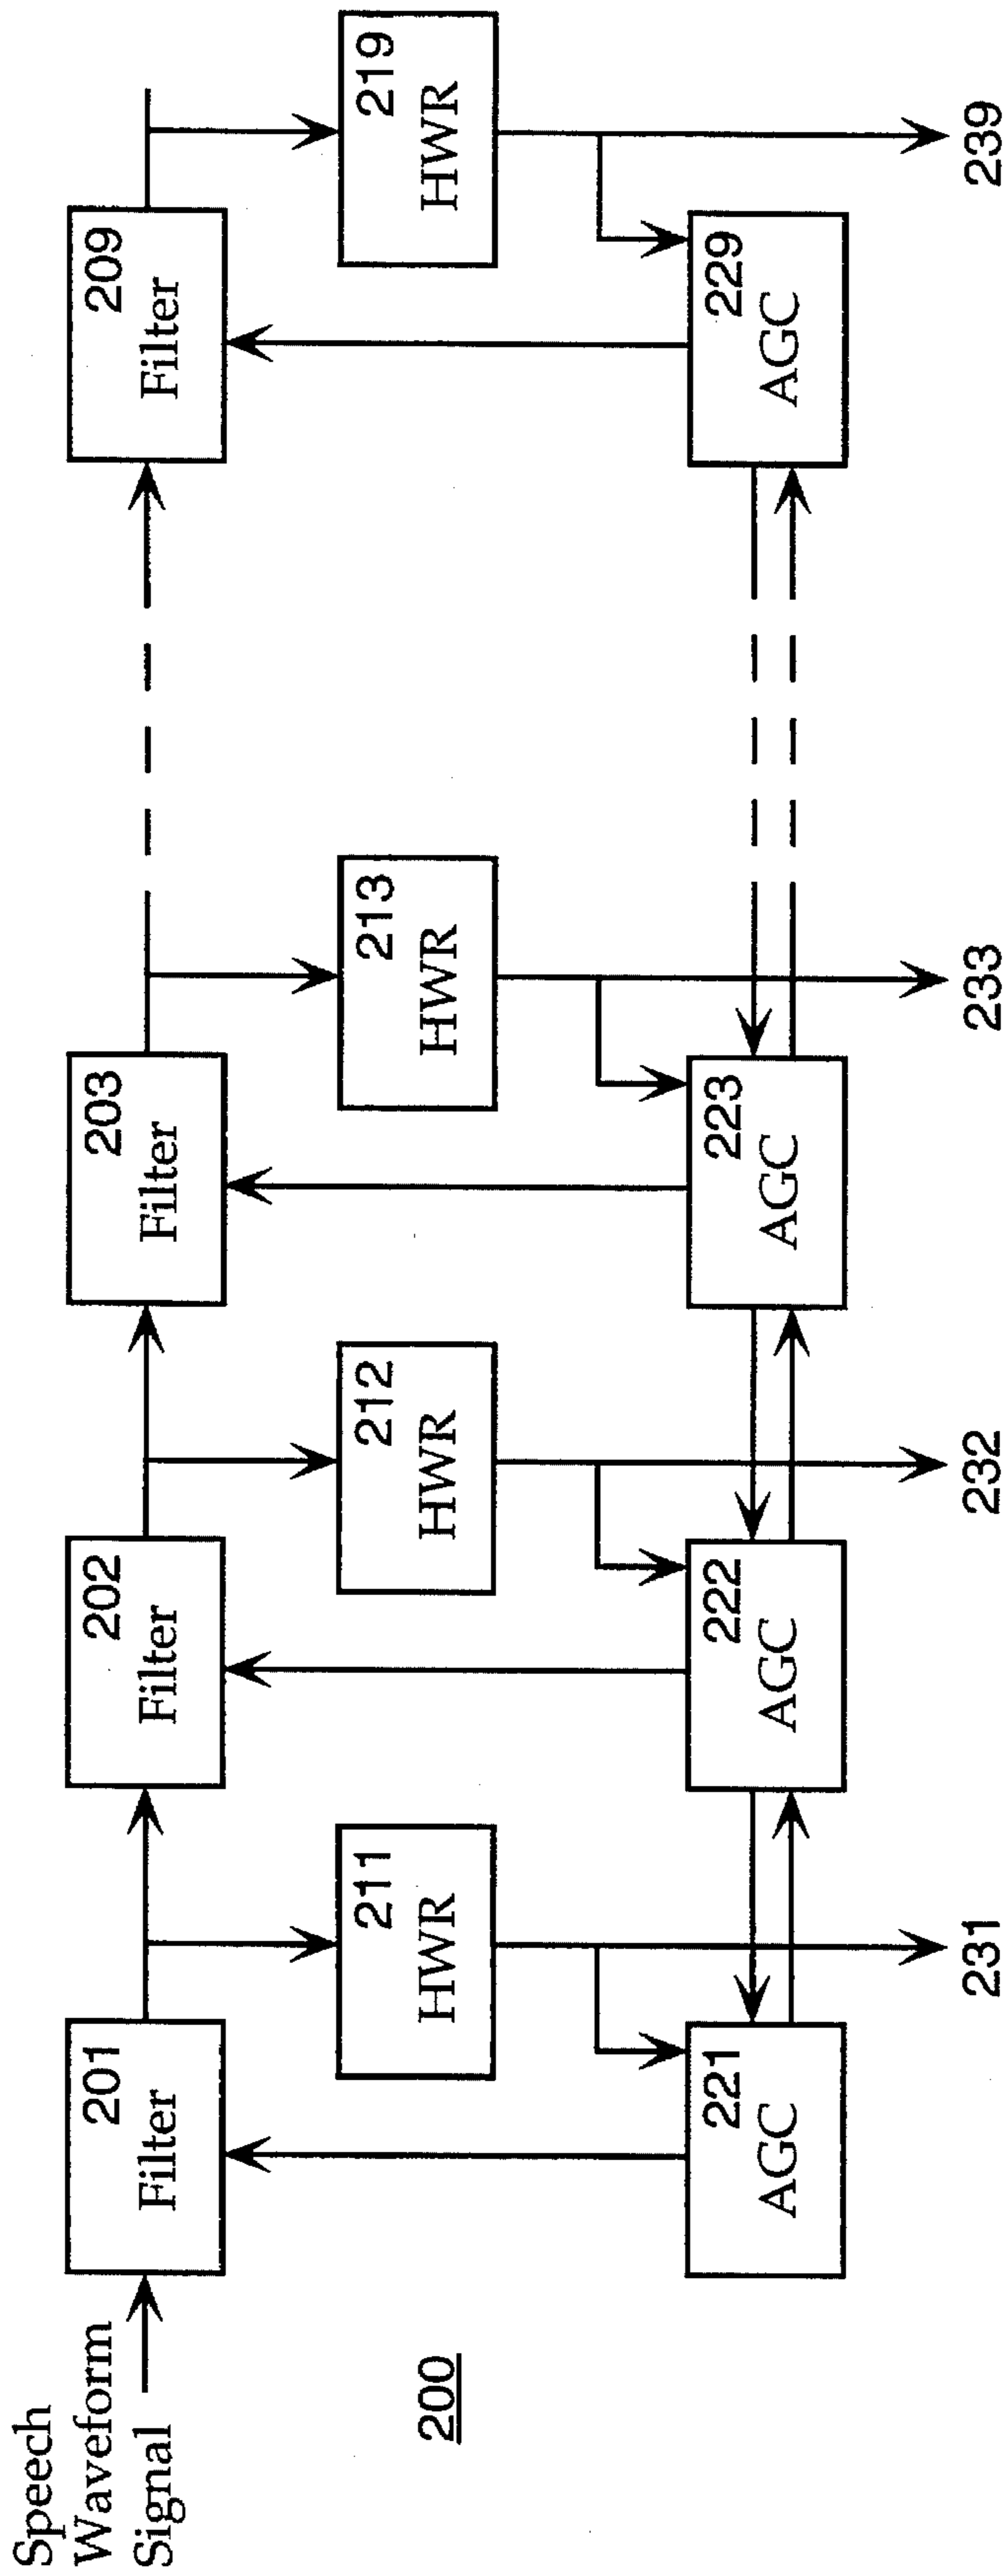 Speech
Waveform
Signal
201
Filter
202
Filter
203
Filter
209
Filter
211
HWR
212
HWR
213
HWR
219
HWR
200
221
AGC
222
AGC
223
AGC
229
AGC
231
232
233
239